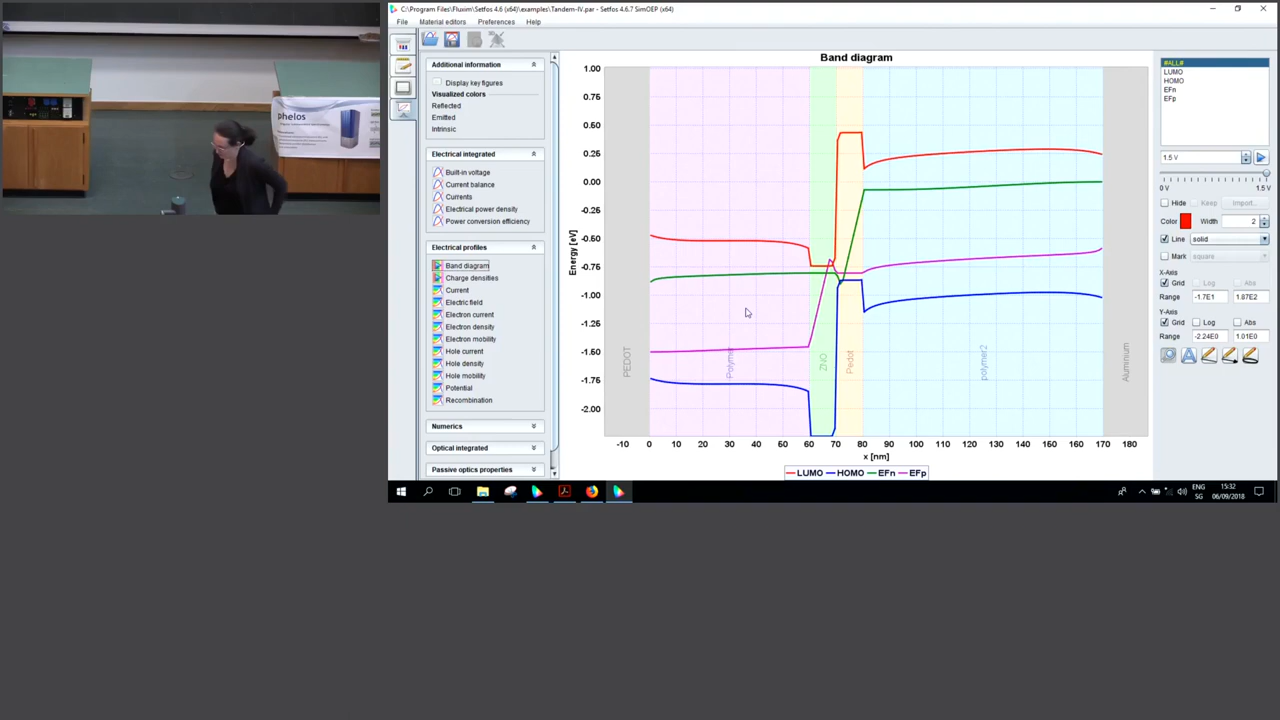 phelos
C:\Program Files\Fluxim\Setfos 4.6 (x64)\examples\Tandem-IV.par - Setfos 4.6.7 SimOEP (x64)
File Material editors Preferences Help
Additional information
Display key figures
Visualized colors
Reflected
Emitted
Intrinsic
Electrical integrated
Built-in voltage
Current balance
Currents
Electrical power density
Power conversion efficiency
Electrical profiles
Band diagram
Charge densities
Current
Electric field
Electron current
Electron density
Electron mobility
Hole current
Hole density
Hole mobility
Potential
Recombination
Numerics
Optical integrated
Passive optics properties
Band diagram
Energy [eV]
1.00
0.75
0.50
0.25
0.00
-0.25
-0.50
-0.75
-1.00
-1.25
-1.50
-1.75
-2.00
PEDOT
Polymer
ZnO
Pedot
polymer2
Aluminium
-10 0 10 20 30 40 50 60 70 80 90 100 110 120 130 140 150 160 170 180
x [nm]
LUMO HOMO EFn EFp
#ALL#
LUMO
HOMO
EFn
EFp
1.5 V
0 V 1.5 V
Hide Keep Import...
Color Width 2
Line solid
Mark square
X-Axis
Grid Log Abs
Range -1.7E1 1.87E2
Y-Axis
Grid Log Abs
Range -2.24E0 1.01E0
ENG
SG
15:32
06/09/2018